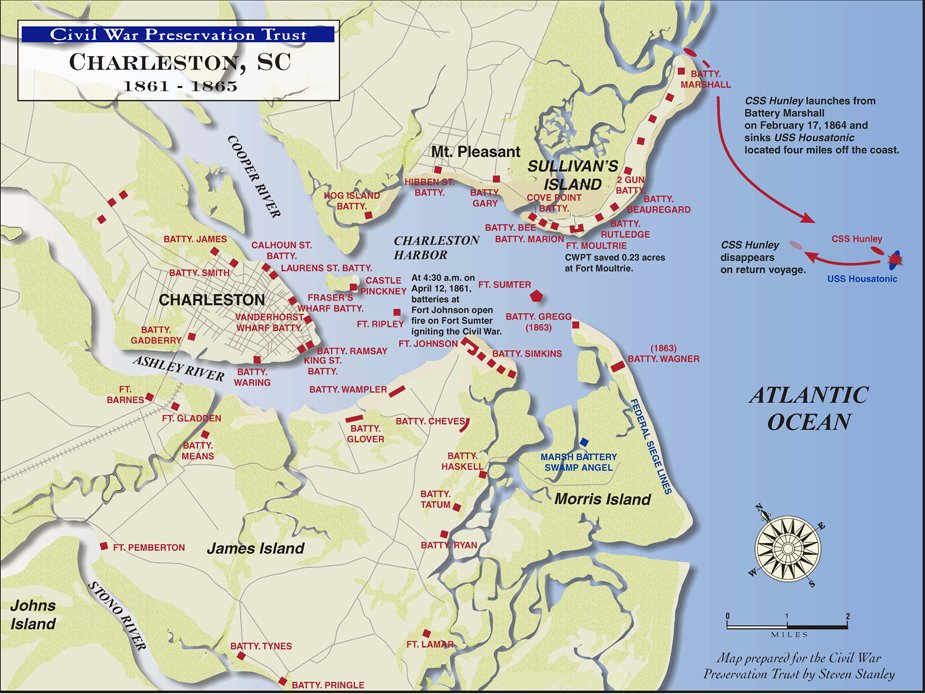 Civil War Preservation Trust
CHARLESTON, SC
1861 - 1865
BATTY.
MARSHALL
CSS Hunley launches from
Battery Marshall
on February 17, 1864 and
sinks USS Housatonic
located four miles off the coast.
COOPER RIVER
Mt. Pleasant
SULLIVAN'S
ISLAND
HIBBEN ST.
BATTY.
BATTY.
GARY
2 GUN
BATTY.
HOG ISLAND
BATTY.
COVE POINT
BATTY.
BATTY.
BEAUREGARD
BATTY. BEE
BATTY. MARION
BATTY.
RUTLEDGE
FT. MOULTRIE
CWPT saved 0.23 acres
at Fort Moultrie.
CSS Hunley
disappears
on return voyage.
CSS Hunley
USS Housatonic
BATTY. JAMES
CALHOUN ST.
BATTY.
CHARLESTON
HARBOR
BATTY. SMITH
LAURENS ST. BATTY.
CASTLE
PINCKNEY
At 4:30 a.m. on
April 12, 1861,
batteries at
Fort Johnson open
fire on Fort Sumter
igniting the Civil War.
FT. SUMTER
CHARLESTON
FRASER'S
WHARF BATTY.
VANDERHORST
WHARF BATTY.
FT. RIPLEY
BATTY. GREGG
(1863)
BATTY.
GADBERRY
FT. JOHNSON
BATTY. SIMKINS
(1863)
BATTY. WAGNER
BATTY. RAMSAY
KING ST.
BATTY.
ASHLEY RIVER
BATTY.
WARING
BATTY. WAMPLER
FT.
BARNES
FT. GLADDEN
BATTY.
MEANS
BATTY.
GLOVER
BATTY. CHEVES
FEDERAL SIEGE LINES
ATLANTIC
OCEAN
BATTY.
HASKELL
MARSH BATTERY
SWAMP ANGEL
BATTY.
TATUM
Morris Island
BATTY. RYAN
FT. PEMBERTON
James Island
N
E
W
S
Johns
Island
STONO RIVER
0 1 2
MILES
BATTY. TYNES
FT. LAMAR
BATTY. PRINGLE
Map prepared for the Civil War
Preservation Trust by Steven Stanley